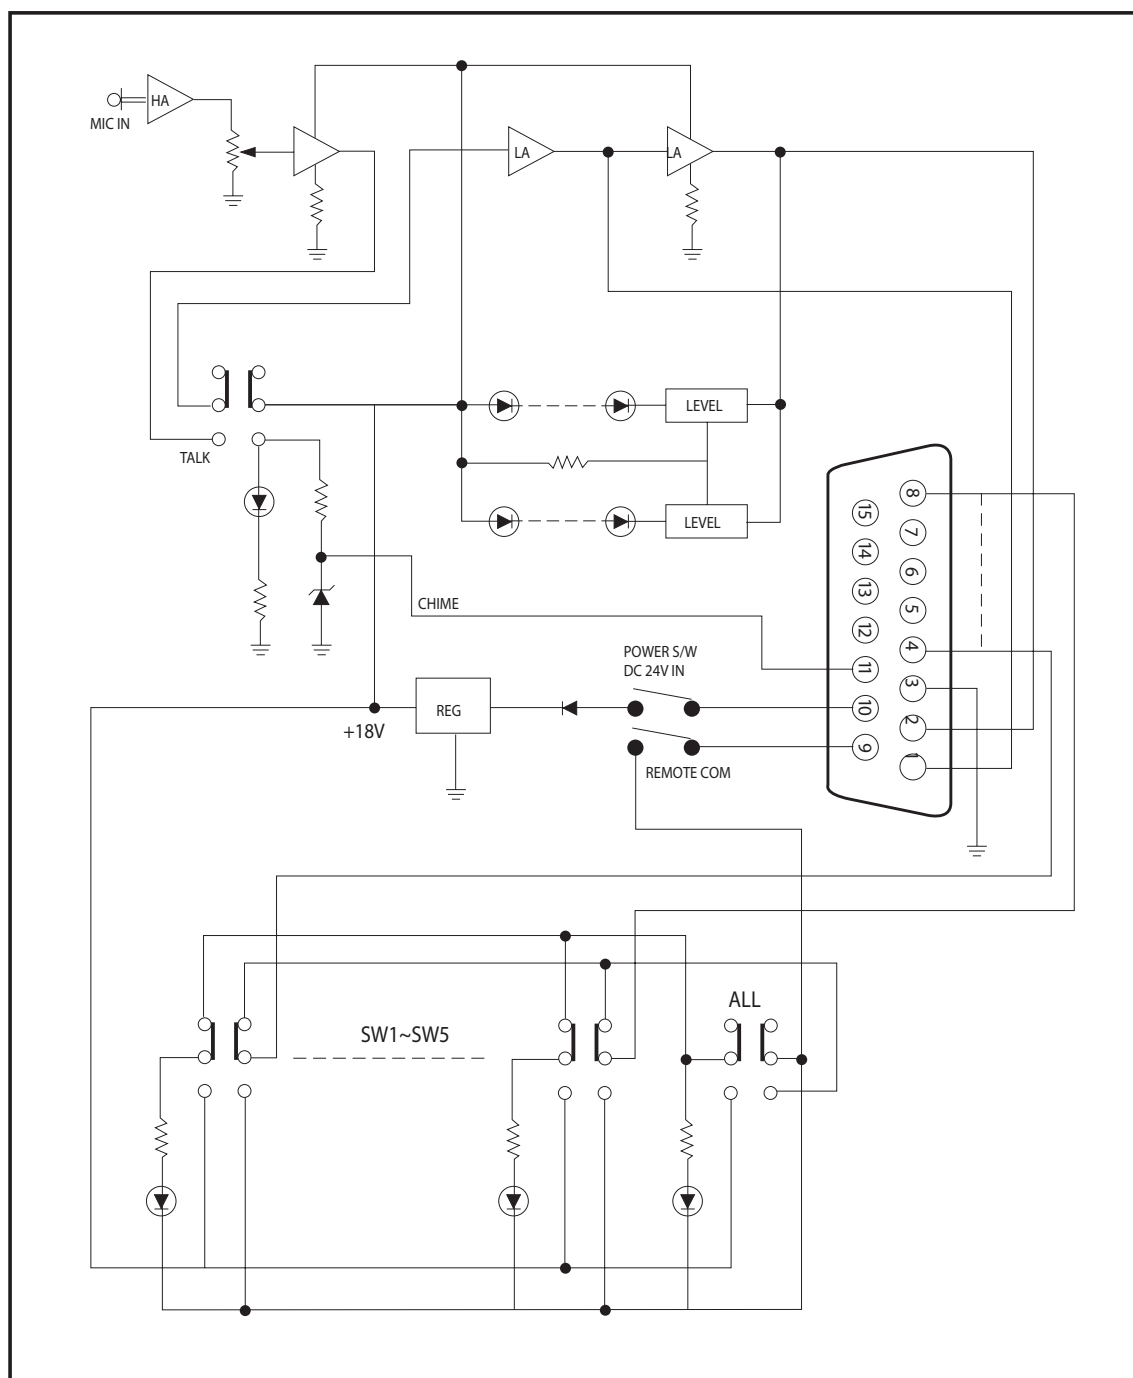 HA
MIC IN
LA
LA
TALK
LEVEL
LEVEL
8
15
7
14
6
13
5
12
4
11
3
10
2
9
1
CHIME
POWER S/W
DC 24V IN
REG
+18V
REMOTE COM
ALL
SW1~SW5